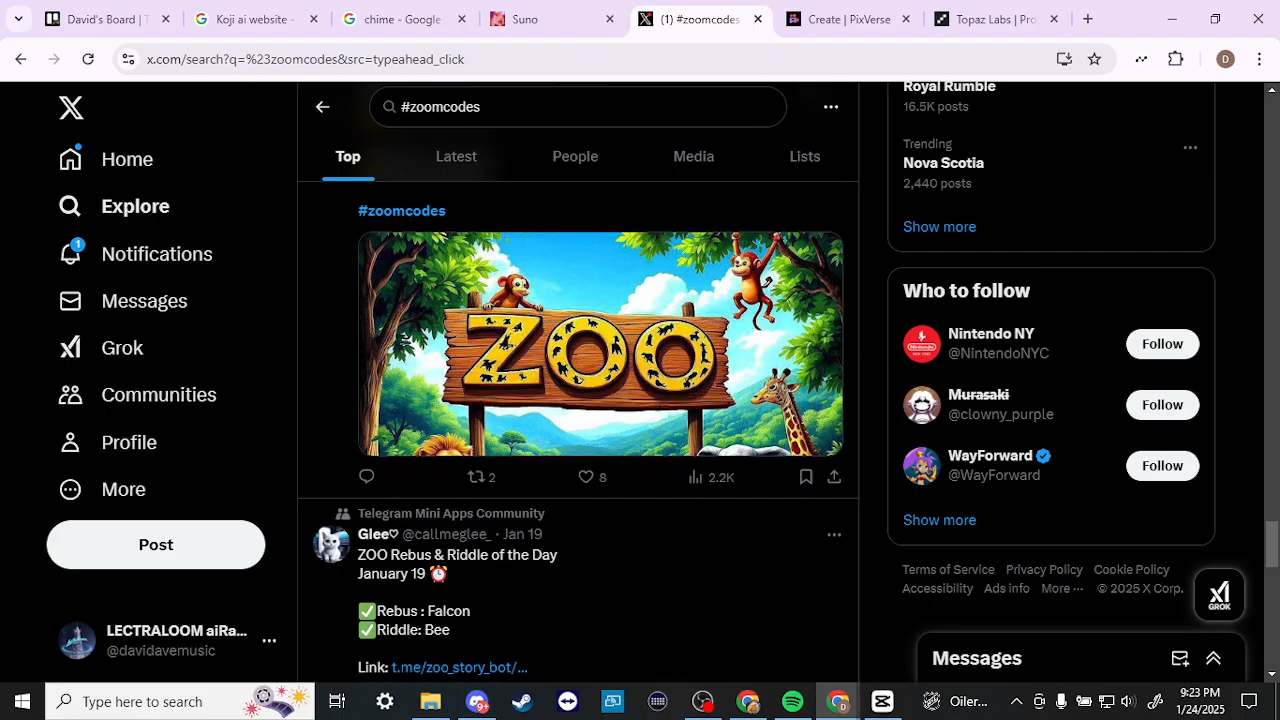 David's Board | T
Koji ai website -
chime - Google
Suno
(1) #zoomcodes
Create | PixVerse
Topaz Labs | Pro
x.com/search?q=%23zoomcodes&src=typeahead_click
D
Home
Explore
1
Notifications
Messages
Grok
Communities
Profile
More
Post
LECTRALOOM aiRa...
@davidavemusic
#zoomcodes
Top
Latest
People
Media
Lists
#zoomcodes
ZOO
2
8
2.2K
Telegram Mini Apps Community
Glee♡ @callmeglee_ · Jan 19
ZOO Rebus & Riddle of the Day
January 19 ⏰
✅Rebus : Falcon
✅Riddle: Bee
Link: t.me/zoo_story_bot/...
Royal Rumble
16.5K posts
Trending
Nova Scotia
2,440 posts
Show more
Who to follow
Nintendo NY
@NintendoNYC
Follow
Murasaki
@clowny_purple
Follow
WayForward
@WayForward
Follow
Show more
Terms of Service Privacy Policy Cookie Policy
Accessibility Ads info More ··· © 2025 X Corp.
GROK
Messages
Type here to search
9+
D
Oiler...
9:23 PM
1/24/2025